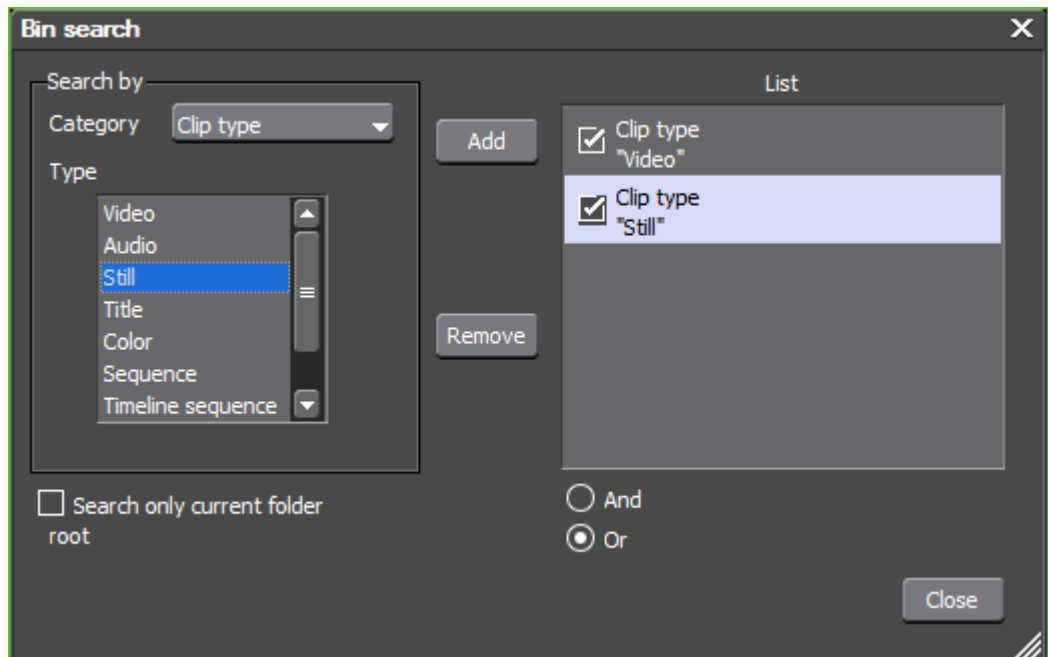 Bin search
Search by
Category Clip type
Type
Video
Audio
Still
Title
Color
Sequence
Timeline sequence
Search only current folder
root
Add
Remove
List
Clip type
"Video"
Clip type
"Still"
And
Or
Close